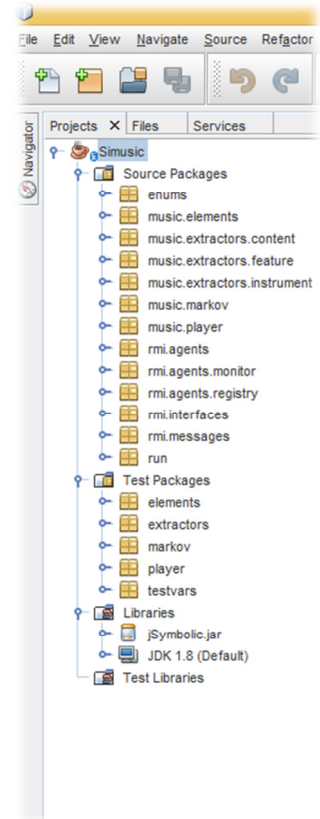 File Edit View Navigate Source Refactor
Projects X Files Services
Navigator
Simusic
Source Packages
enums
music.elements
music.extractors.content
music.extractors.feature
music.extractors.instrument
music.markov
music.player
rmi.agents
rmi.agents.monitor
rmi.agents.registry
rmi.interfaces
rmi.messages
run
Test Packages
elements
extractors
markov
player
testvars
Libraries
jSymbolic.jar
JDK 1.8 (Default)
Test Libraries